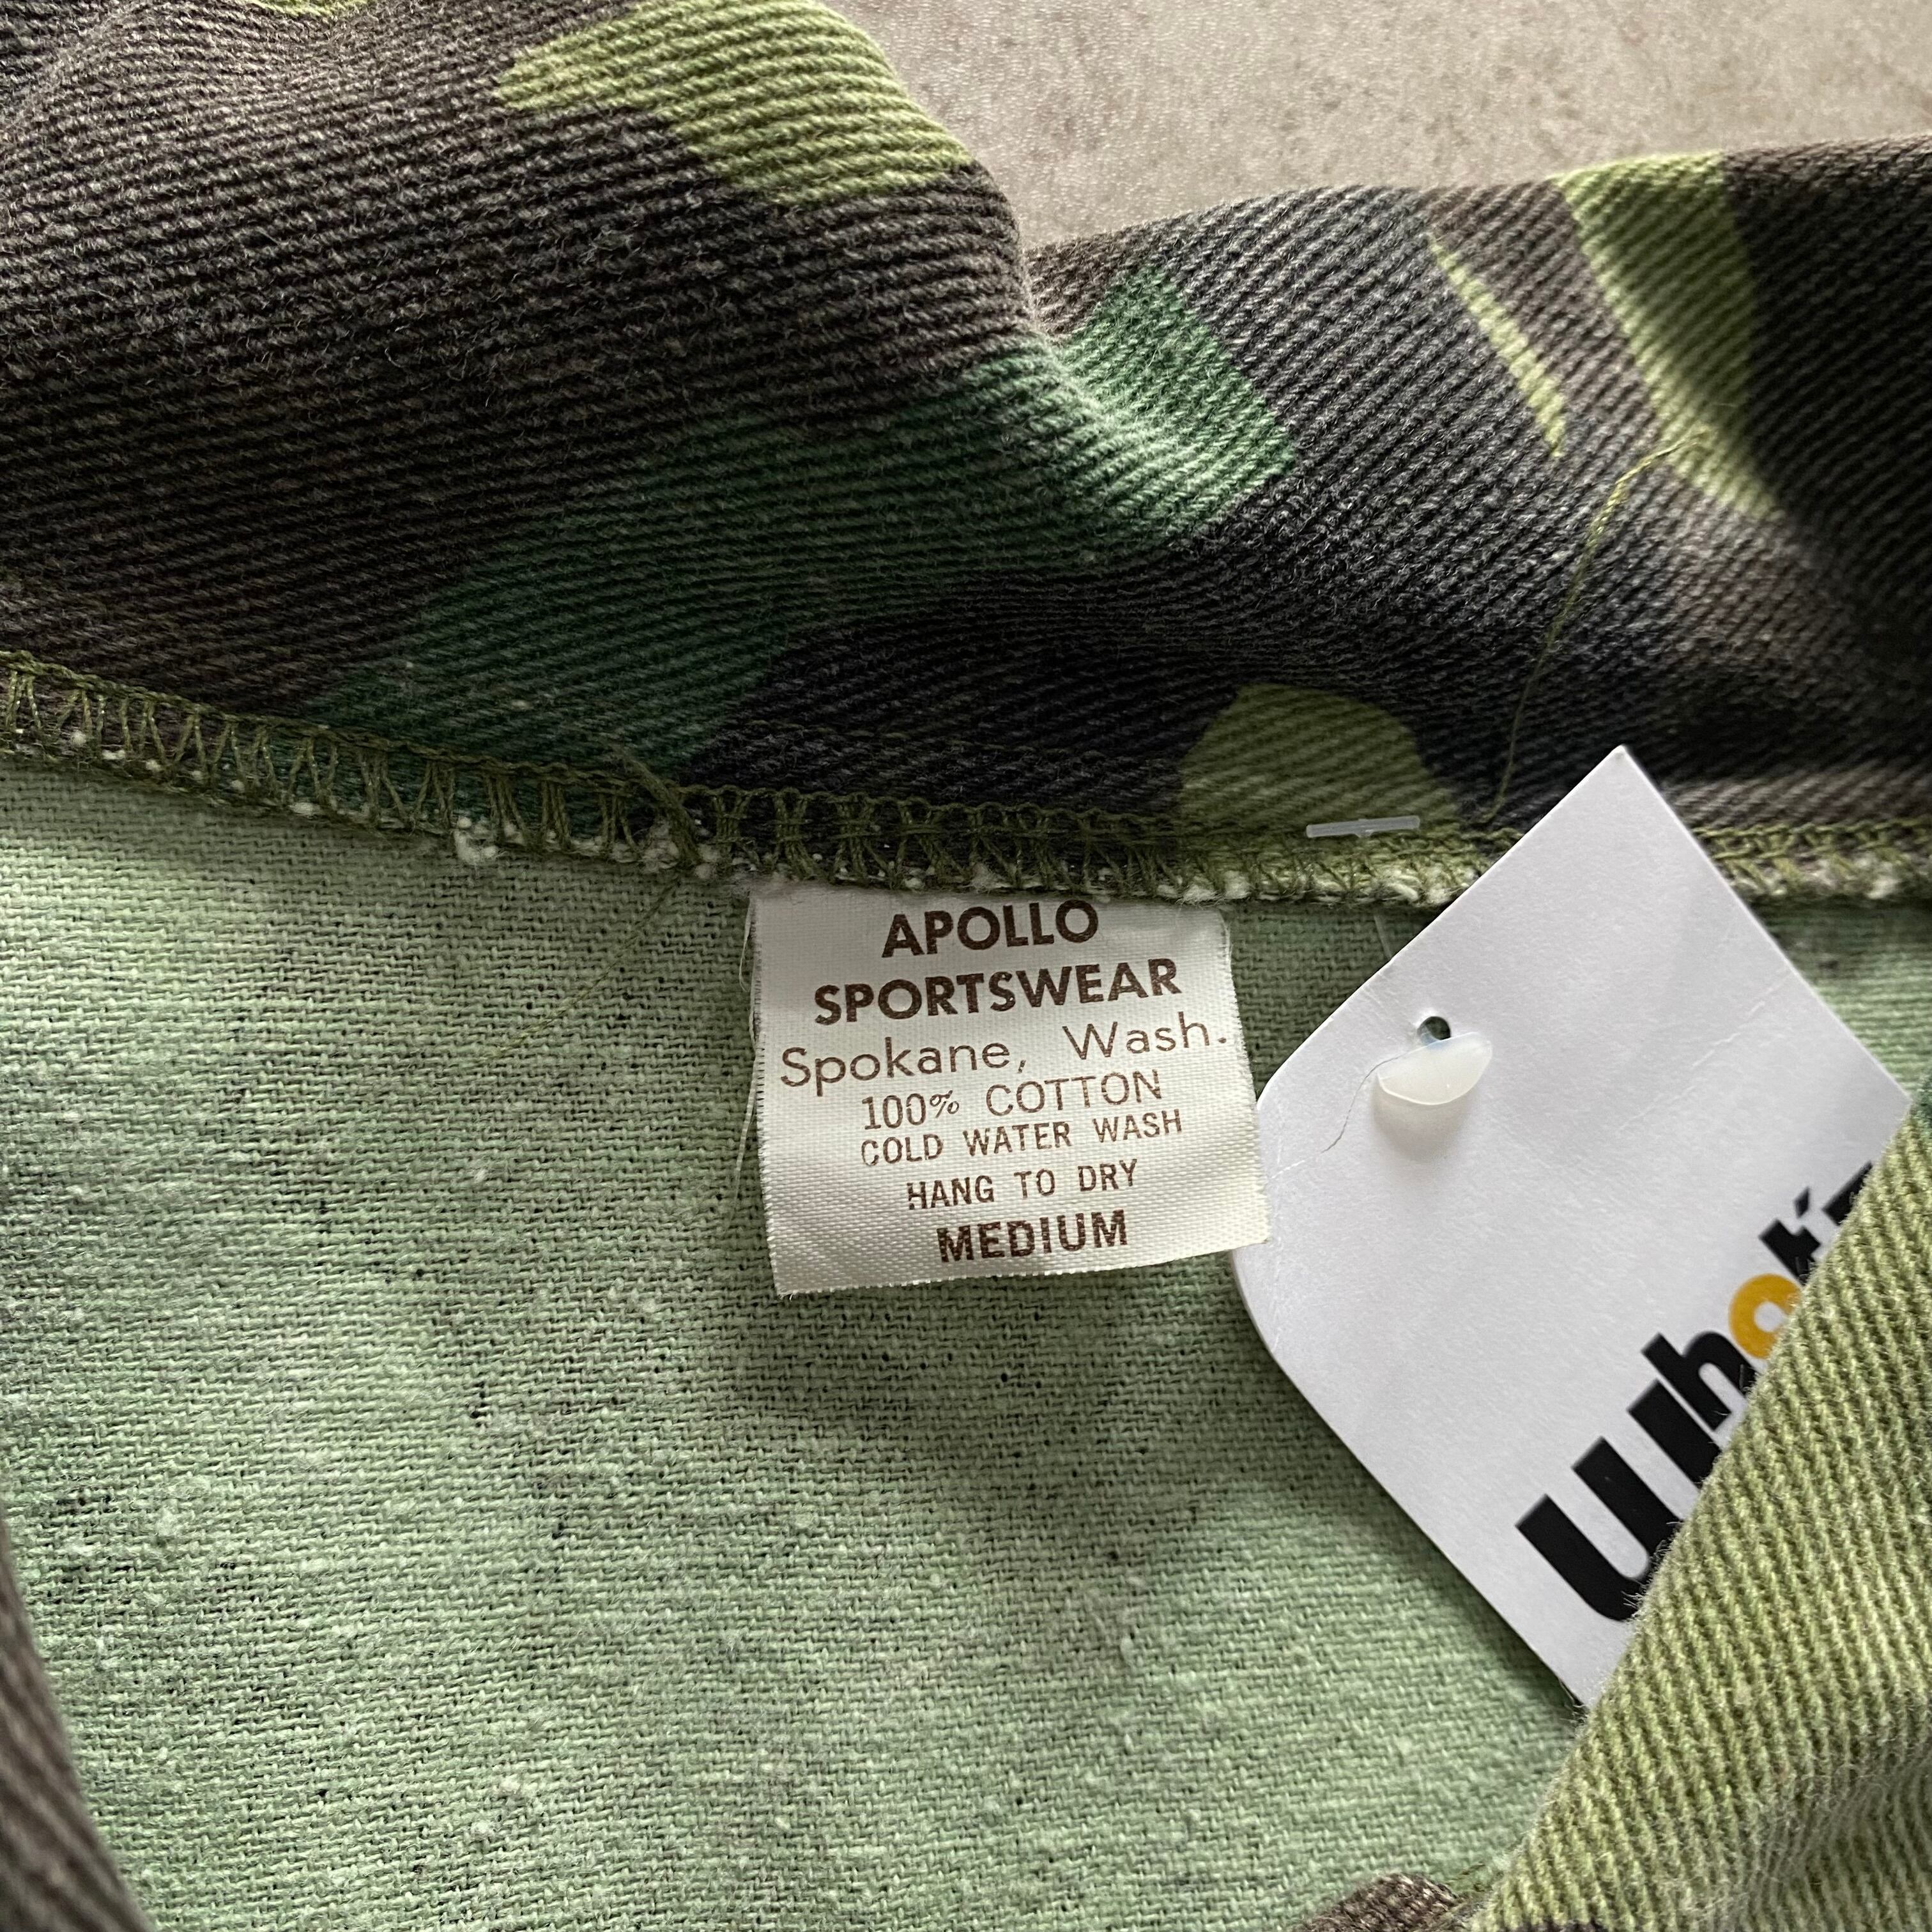 APOLLO
SPORTSWEAR
Spokane, Wash.
100% COTTON
COLD WATER WASH
HANG TO DRY
MEDIUM